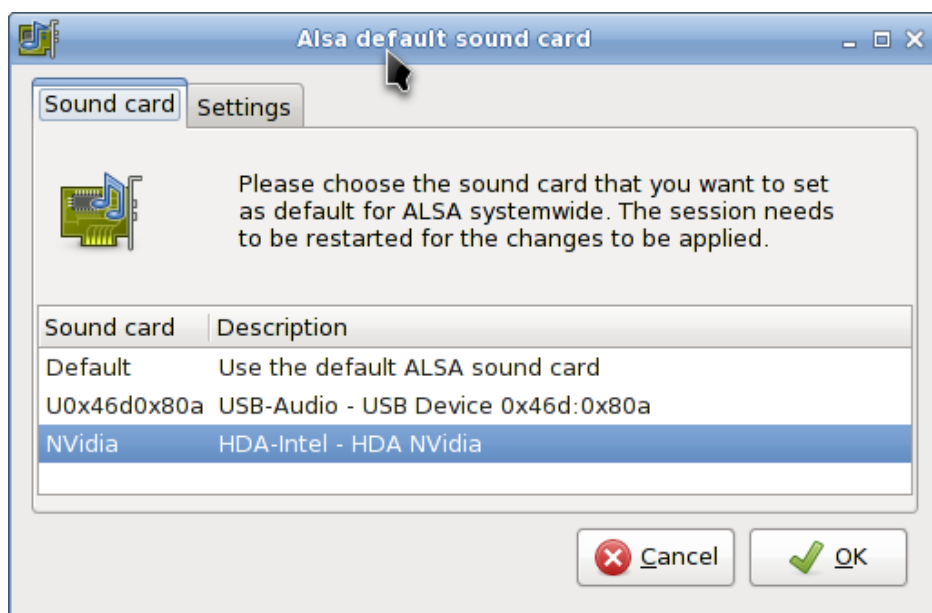 Alsa default sound card
Sound card Settings
Please choose the sound card that you want to set
as default for ALSA systemwide. The session needs
to be restarted for the changes to be applied.
Sound card Description
Default Use the default ALSA sound card
U0x46d0x80a USB-Audio - USB Device 0x46d:0x80a
NVidia HDA-Intel - HDA NVidia
Cancel OK